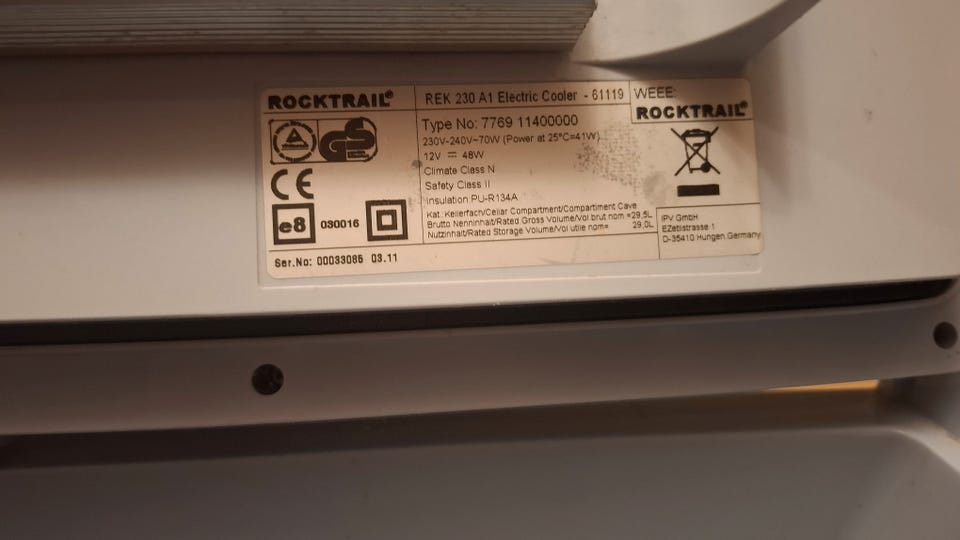 ROCKTRAIL®
REK 230 A1 Electric Cooler - 61119
WEEE:
ROCKTRAIL®
Type No: 7769 11400000
230V-240V~70W (Power at 25°C=41W)
12V ⎓ 48W
Climate Class N
Safety Class II
Insulation PU-R134A
Kat. Kellerfach/Cellar Compartment/Compartiment Cave
Brutto Nenninhalt/Rated Gross Volume/Vol brut nom =29,5L
Nutzinhalt/Rated Storage Volume/Vol utile nom= 29,0L
GS
CE
e8
030016
IPV GmbH
EZetilstrasse 1
D-35410 Hungen,Germany
Ser.No: 00033085 03.11